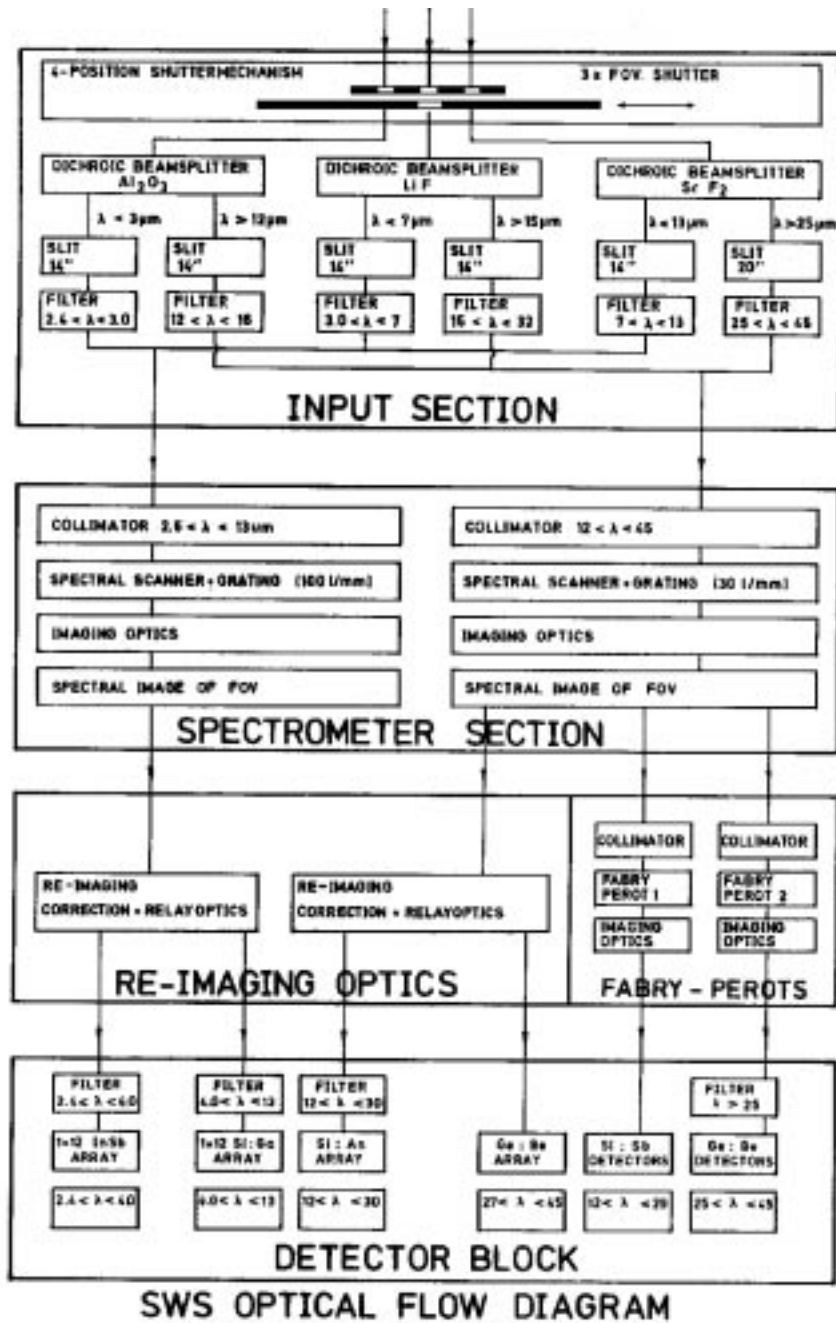 4-POSITION SHUTTERMECHANISM
3x FOV. SHUTTER
DICHROIC BEAMSPLITTER
Al2O3
DICHROIC BEAMSPLITTER
LiF
DICHROIC BEAMSPLITTER
Sr F2
λ < 3µm
λ > 12µm
λ < 7µm
λ > 15µm
λ < 13µm
λ > 25µm
SLIT
14"
SLIT
14"
SLIT
14"
SLIT
14"
SLIT
14"
SLIT
20"
FILTER
2.4 < λ < 3.0
FILTER
12 < λ < 16
FILTER
3.0 < λ < 7
FILTER
15 < λ < 32
FILTER
7 < λ < 13
FILTER
25 < λ < 45
INPUT SECTION
COLLIMATOR 2.5 < λ < 13um
COLLIMATOR 12 < λ < 45
SPECTRAL SCANNER + GRATING (100 l/mm)
SPECTRAL SCANNER + GRATING (30 l/mm)
IMAGING OPTICS
IMAGING OPTICS
SPECTRAL IMAGE OF FOV
SPECTRAL IMAGE OF FOV
SPECTROMETER SECTION
COLLIMATOR
COLLIMATOR
RE-IMAGING
CORRECTION + RELAYOPTICS
RE-IMAGING
CORRECTION + RELAYOPTICS
FABRY
PEROT 1
FABRY
PEROT 2
IMAGING
OPTICS
IMAGING
OPTICS
RE-IMAGING OPTICS
FABRY - PEROTS
FILTER
2.4 < λ < 4.0
FILTER
4.0 < λ < 13
FILTER
12 < λ < 30
FILTER
λ > 25
1×12 InSb
ARRAY
1×12 Si:Ga
ARRAY
Si : As
ARRAY
Ge : Be
ARRAY
Si : Sb
DETECTORS
Ge : Be
DETECTORS
2.4 < λ < 4.0
4.0 < λ < 13
12 < λ < 30
27 < λ < 45
12 < λ < 29
25 < λ < 45
DETECTOR BLOCK
SWS OPTICAL FLOW DIAGRAM